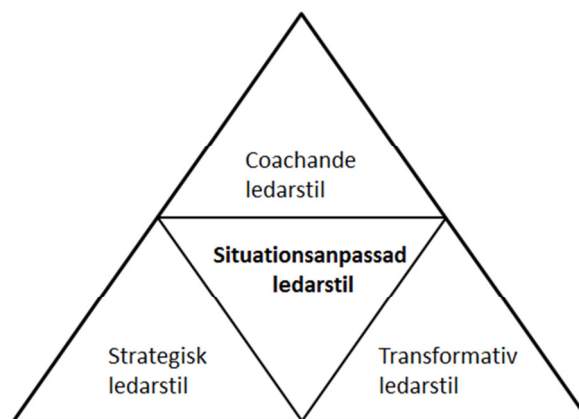 Coachande
ledarstil
Situationsanpassad
ledarstil
Strategisk
ledarstil
Transformativ
ledarstil